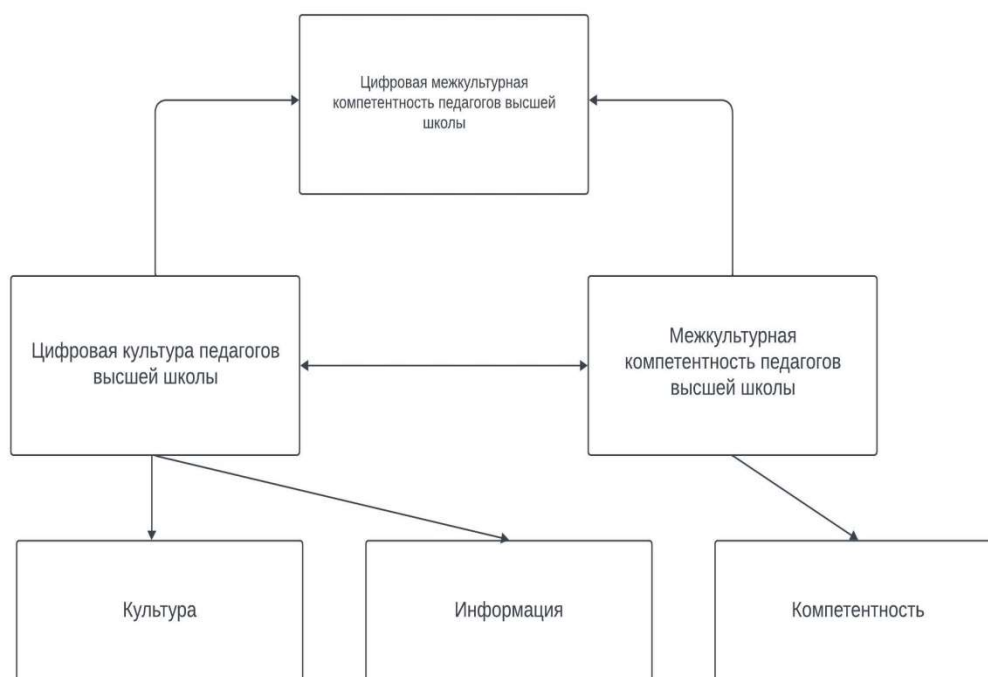 Цифровая межкультурная
компетентность педагогов высшей
школы
Цифровая культура педагогов
высшей школы
Межкультурная
компетентность педагогов
высшей школы
Культура
Информация
Компетентность